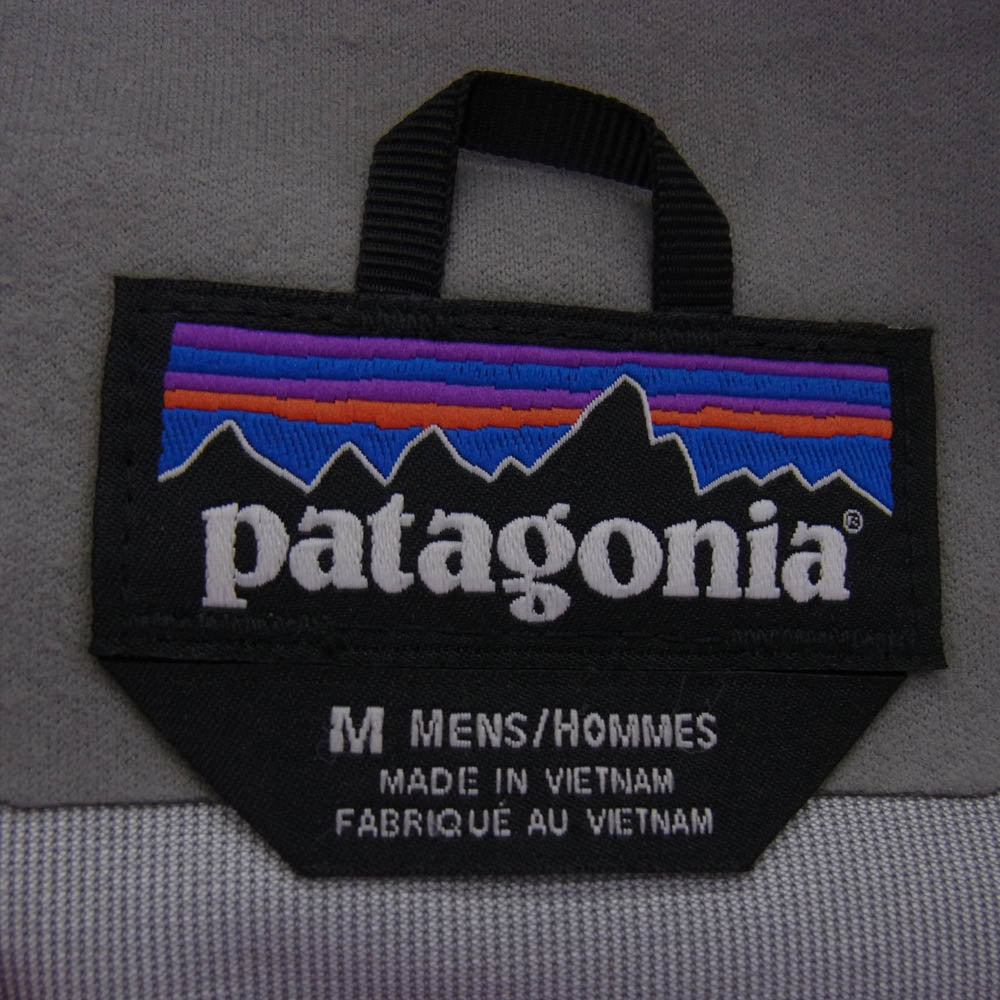 patagonia®
M MENS/HOMMES
MADE IN VIETNAM
FABRIQUÉ AU VIETNAM